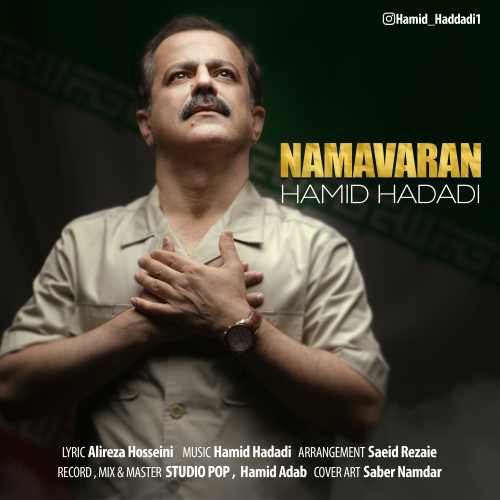 Hamid_Haddadi1
NAMAVARAN
HAMID HADADI
LYRIC Alireza Hosseini MUSIC Hamid Hadadi ARRANGEMENT Saeid Rezaie
RECORD , MIX & MASTER STUDIO POP , Hamid Adab COVER ART Saber Namdar